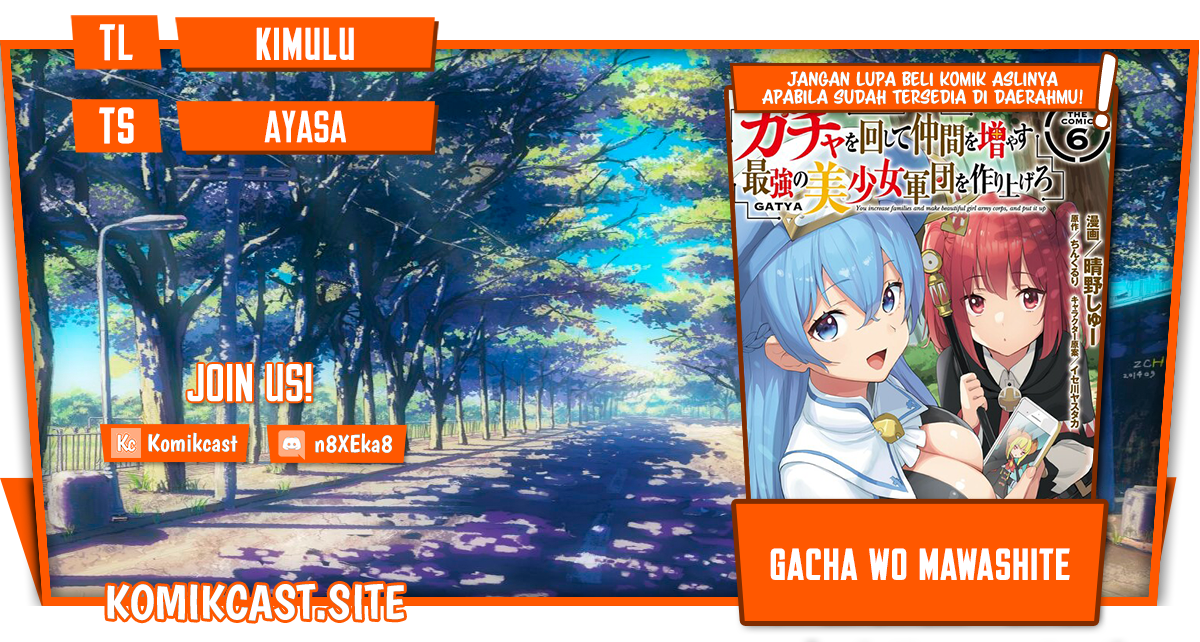 TL
KIMULU
TS
AYASA
JOIN US!
Kc Komikcast
n8XEka8
KOMIKCAST.SITE
JANGAN LUPA BELI KOMIK ASLINYA
APABILA SUDAH TERSEDIA DI DAERAHMU!
THE COMIC
6
ガチャを回して仲間を増やす
最強の美少女軍団を作り上げろ
GATYA
You increase families and make beautiful girl army corps, and put it up
漫画／晴野しゅー
原作／ちんくるり
キャラクター原案／イセ川ヤスタカ
ZCH
2014.03
GACHA WO MAWASHITE